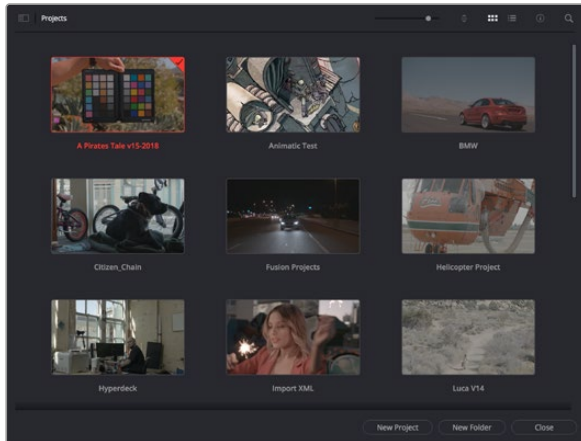 Projects
A Pirates Tale v15-2018
Animatic Test
BMW
Citizen_Chain
Fusion Projects
Helicopter Project
Hyperdeck
Import XML
Luca V14
New Project
New Folder
Close